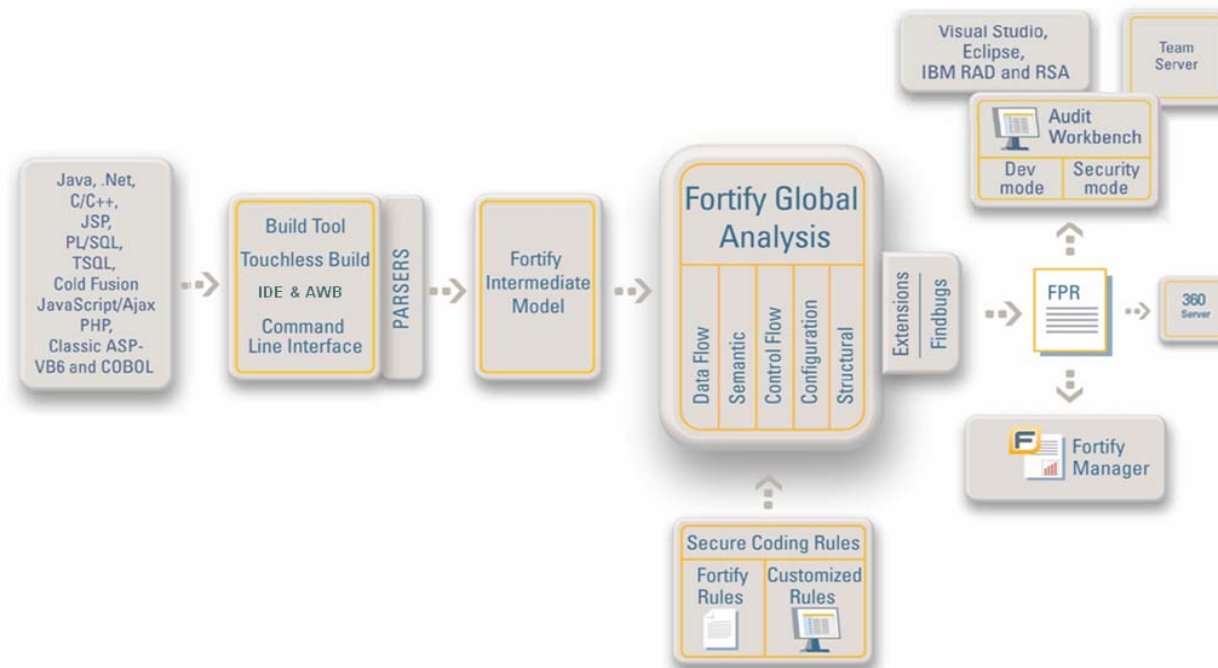 Java, .Net,
C/C++,
JSP,
PL/SQL,
TSQL,
Cold Fusion
JavaScript/Ajax
PHP,
Classic ASP-
VB6 and COBOL
Build Tool
Touchless Build
IDE & AWB
Command
Line Interface
PARSERS
Fortify
Intermediate
Model
Fortify Global
Analysis
Data Flow
Semantic
Control Flow
Configuration
Structural
Extensions
Findbugs
Secure Coding Rules
Fortify
Rules
Customized
Rules
Visual Studio,
Eclipse,
IBM RAD and RSA
Team
Server
Audit
Workbench
Dev
mode
Security
mode
FPR
360
Server
F
Fortify
Manager